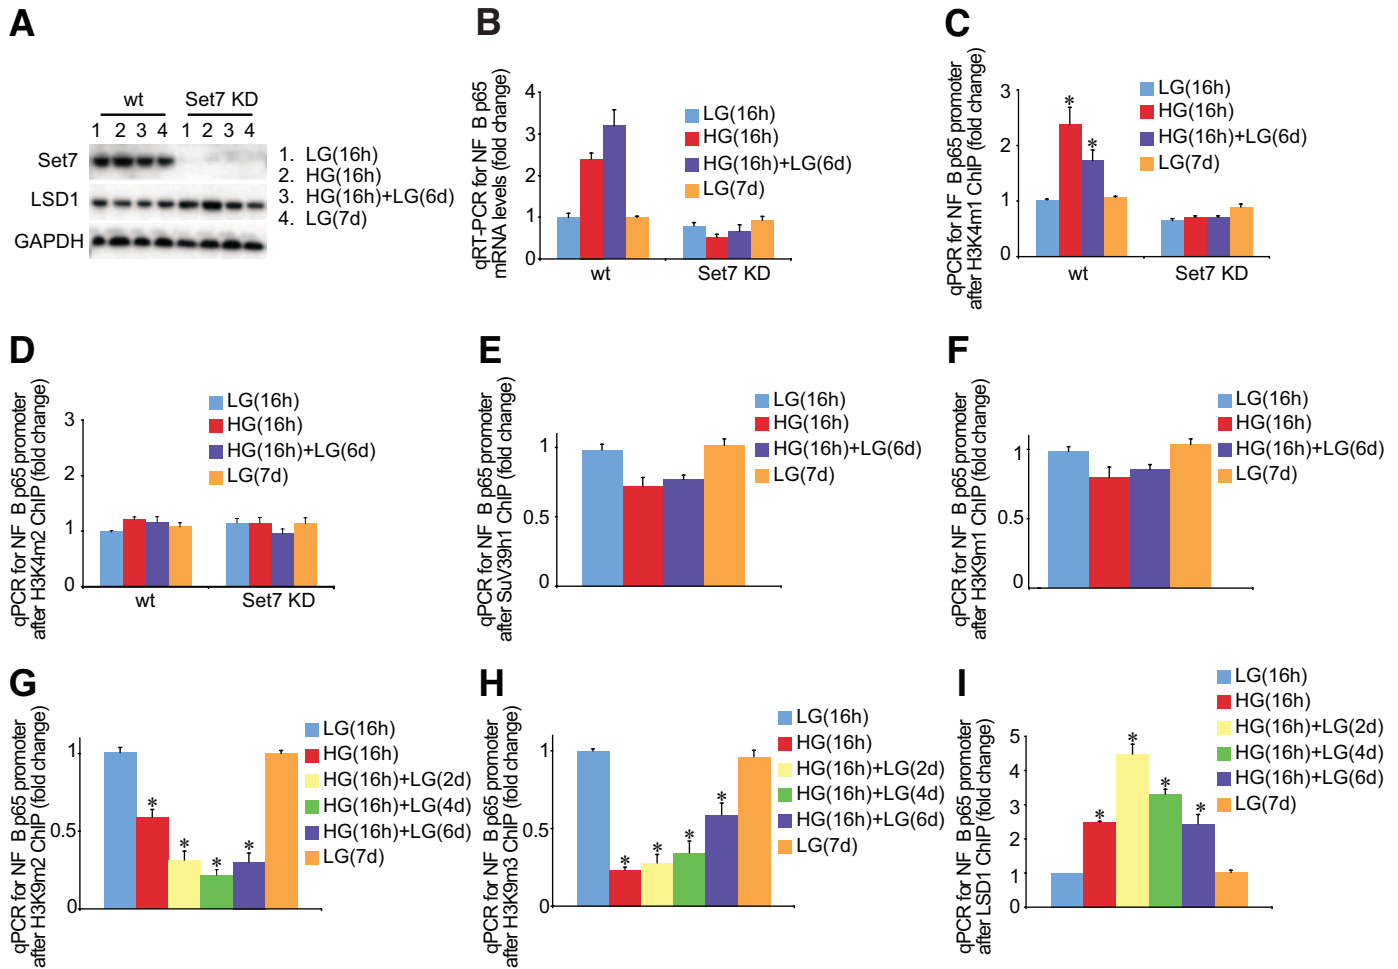 A
wt Set7 KD
1 2 3 4 1 2 3 4
Set7
LSD1
GAPDH
1. LG(16h)
2. HG(16h)
3. HG(16h)+LG(6d)
4. LG(7d)
B
qRT-PCR for NF B p65
mRNA levels (fold change)
4
3
2
1
0
wt Set7 KD
LG(16h)
HG(16h)
HG(16h)+LG(6d)
LG(7d)
C
qPCR for NF B p65 promoter
after H3K4m1 ChIP (fold change)
3
2
1
0
* *
wt Set7 KD
LG(16h)
HG(16h)
HG(16h)+LG(6d)
LG(7d)
D
qPCR for NF B p65 promoter
after H3K4m2 ChIP (fold change)
3
2
1
0
wt Set7 KD
LG(16h)
HG(16h)
HG(16h)+LG(6d)
LG(7d)
E
qPCR for NF B p65 promoter
after SuV39h1 ChIP (fold change)
1
0.5
0
LG(16h)
HG(16h)
HG(16h)+LG(6d)
LG(7d)
F
qPCR for NF B p65 promoter
after H3K9m1 ChIP (fold change)
1
0.5
0
LG(16h)
HG(16h)
HG(16h)+LG(6d)
LG(7d)
G
qPCR for NF B p65 promoter
after H3K9m2 ChIP (fold change)
1
0.5
0
* * * *
LG(16h)
HG(16h)
HG(16h)+LG(2d)
HG(16h)+LG(4d)
HG(16h)+LG(6d)
LG(7d)
H
qPCR for NF B p65 promoter
after H3K9m3 ChIP (fold change)
1
0.5
0
* * * *
LG(16h)
HG(16h)
HG(16h)+LG(2d)
HG(16h)+LG(4d)
HG(16h)+LG(6d)
LG(7d)
I
qPCR for NF B p65 promoter
after LSD1 ChIP (fold change)
5
4
3
2
1
0
* * * *
LG(16h)
HG(16h)
HG(16h)+LG(2d)
HG(16h)+LG(4d)
HG(16h)+LG(6d)
LG(7d)